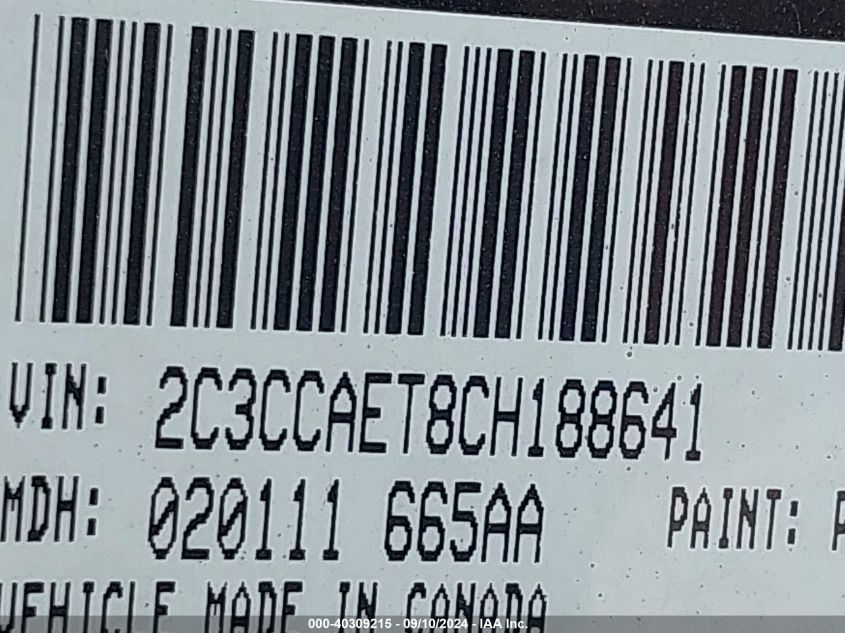 VIN: 2C3CCAET8CH188641
MDH: 020111 665AA PAINT: P
VEHICLE MADE IN CANADA
000-40309215 - 09/10/2024 - IAA Inc.